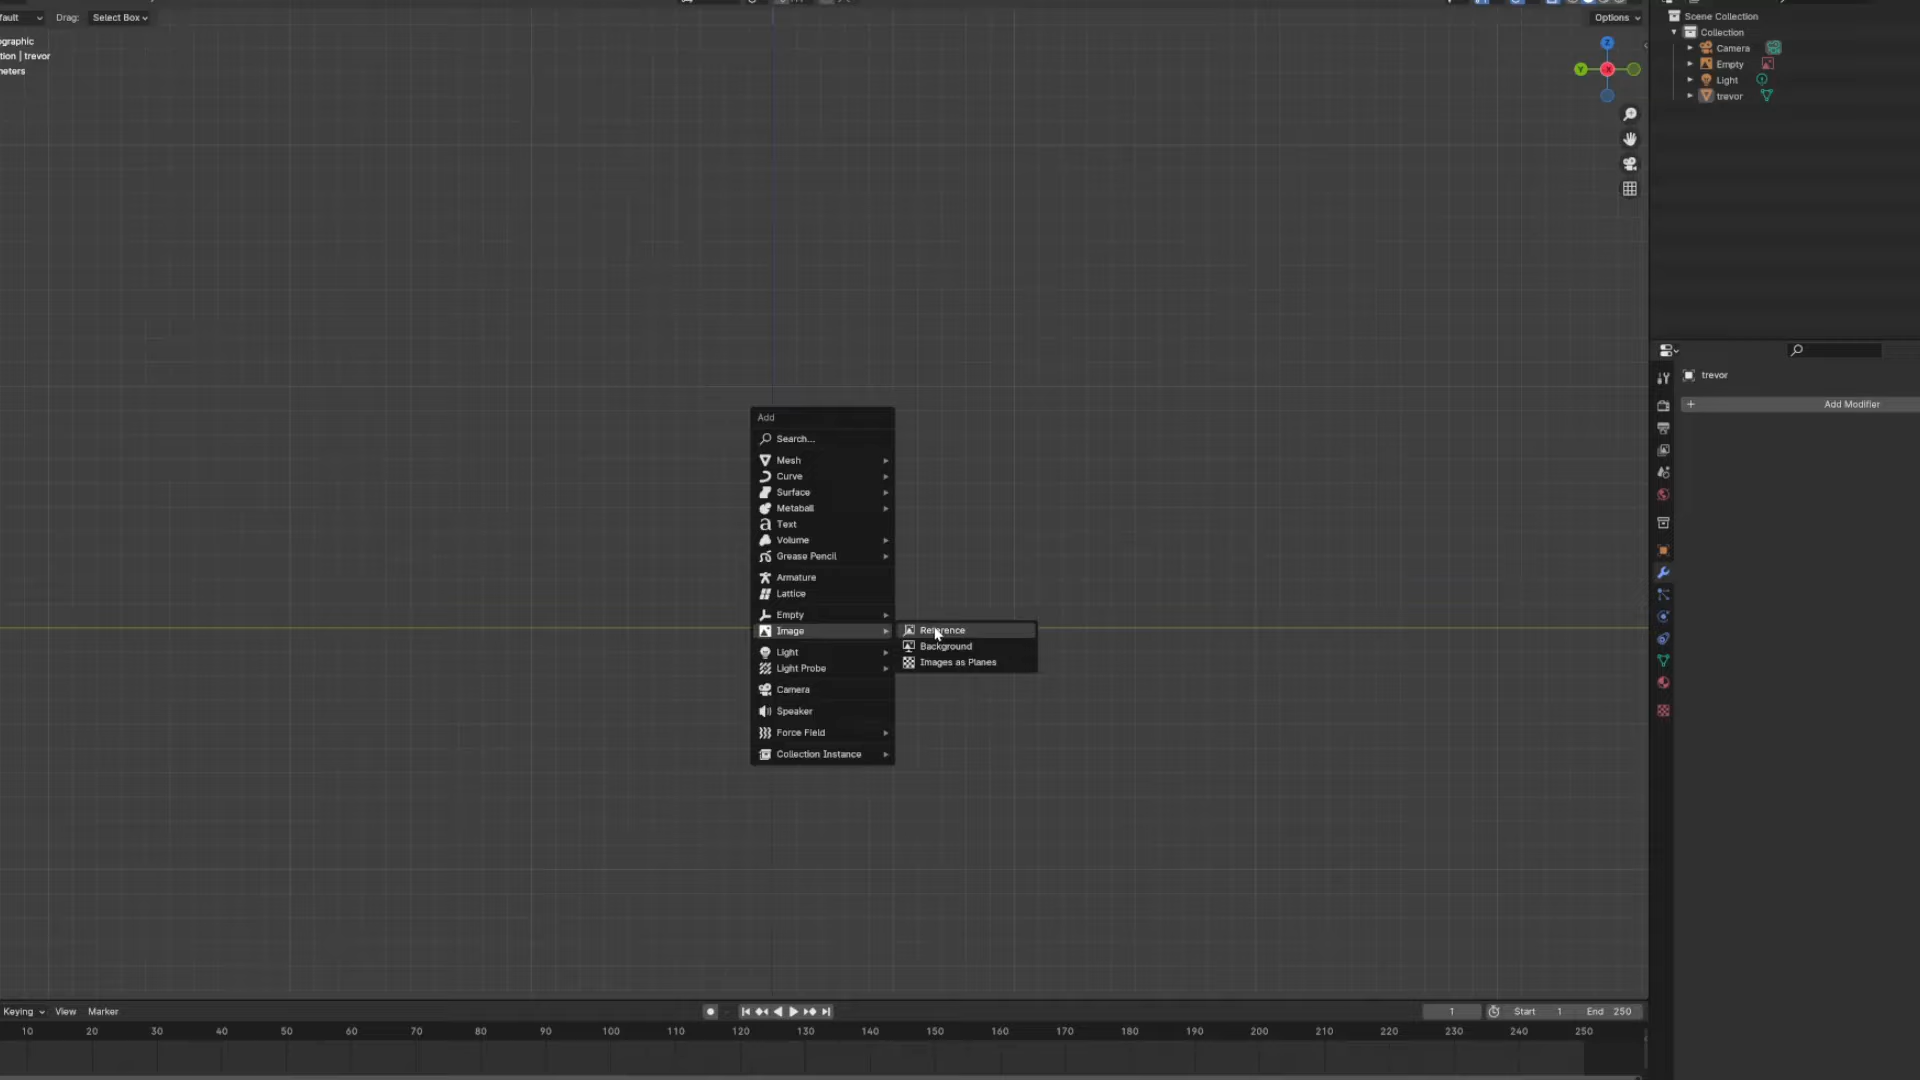 fault
Drag:
Select Box
Options
ographic
tion | trevor
meters
Scene Collection
Collection
Camera
Empty
Light
trevor
Z
Y
X
trevor
Add Modifier
Add
Search...
Mesh
Curve
Surface
Metaball
Text
Volume
Grease Pencil
Armature
Lattice
Empty
Image
Reference
Background
Images as Planes
Light
Light Probe
Camera
Speaker
Force Field
Collection Instance
Keying
View
Marker
1
Start 1
End 250
10 20 30 40 50 60 70 80 90 100 110 120 130 140 150 160 170 180 190 200 210 220 230 240 250